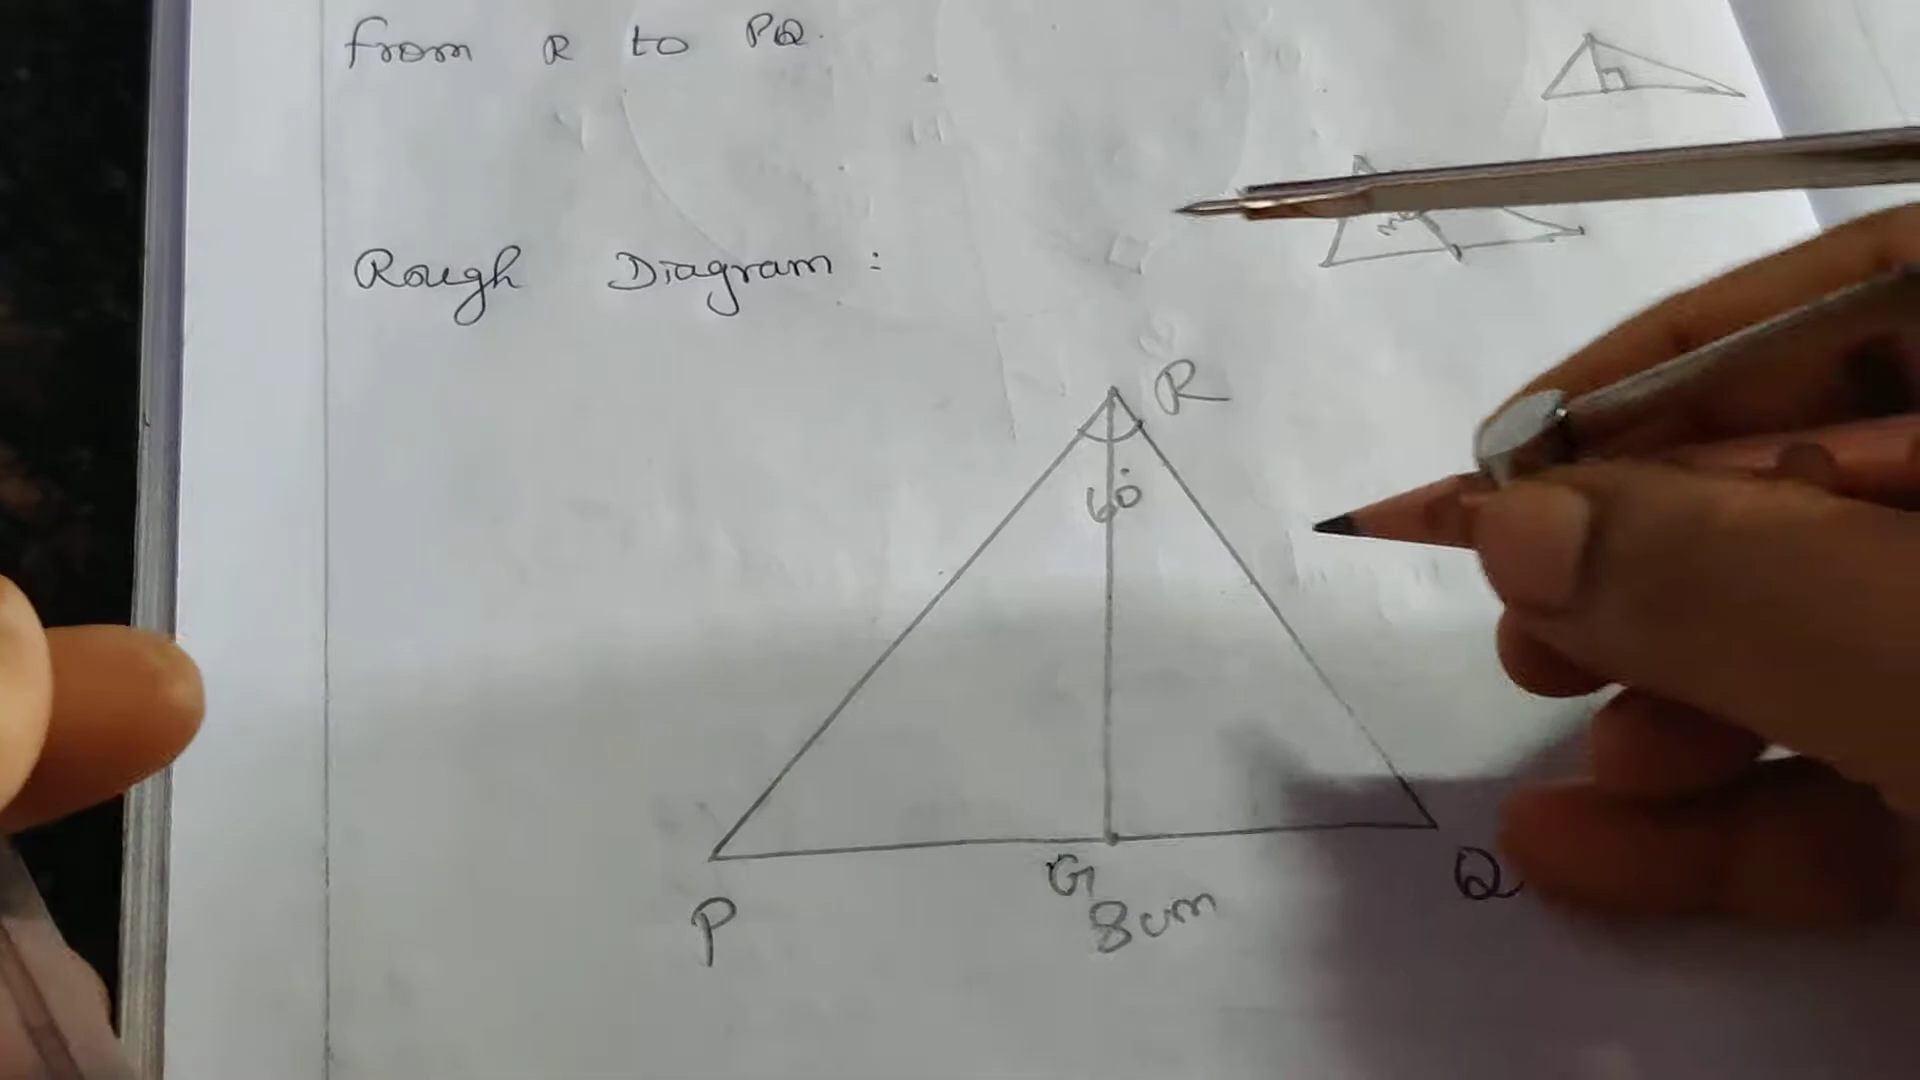 from R to PQ.
Rough Diagram :
R
60°
G
P
Q
8cm